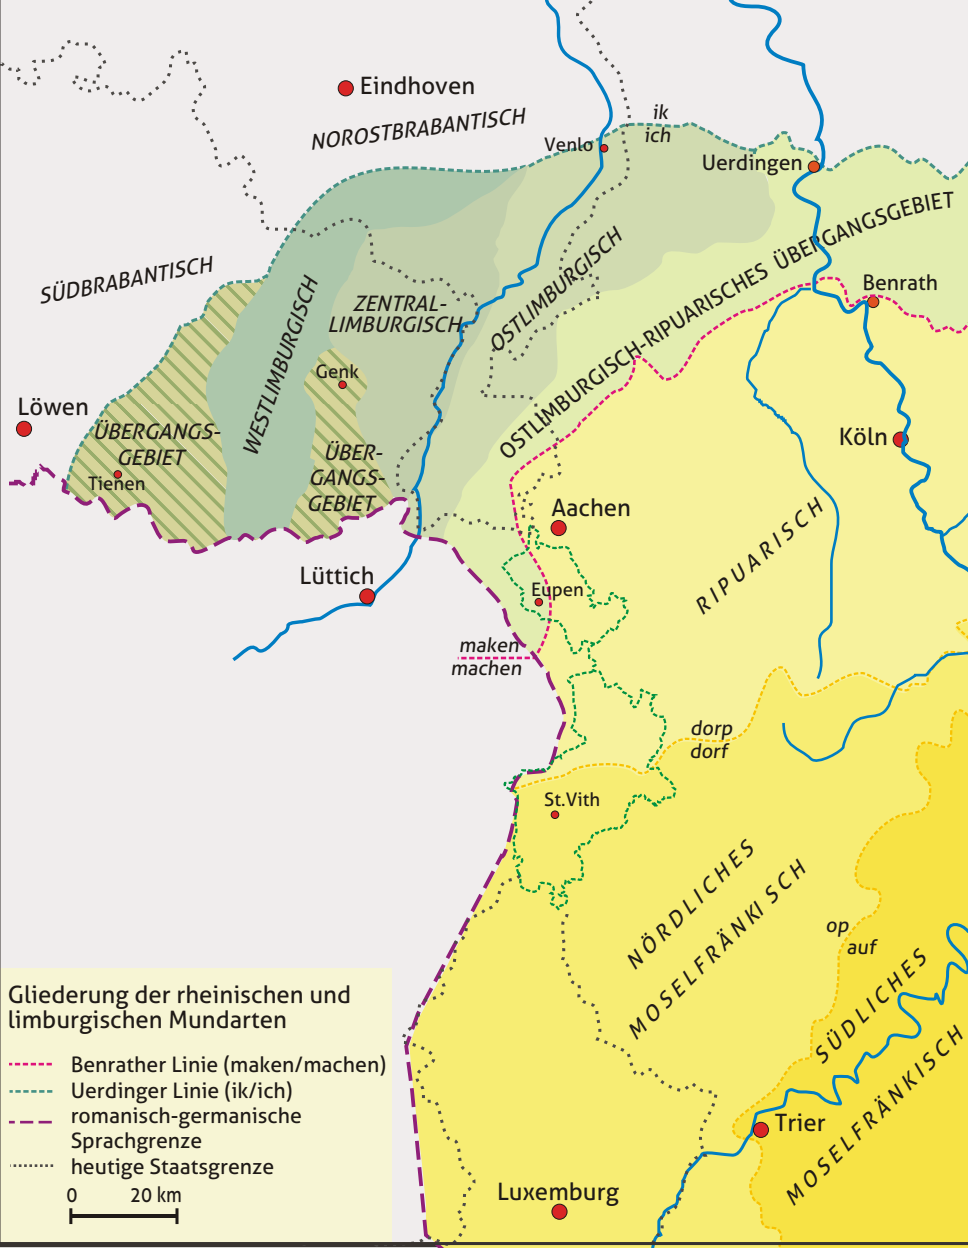 Eindhoven
NOROSTBRABANTISCH
ik
ich
Venlo
Uerdingen
SÜDBRABANTISCH
ZENTRAL-
LIMBURGISCH
WESTLIMBURGISCH
OSTLIMBURGISCH
OSTLIMBURGISCH-RIPUARISCHES ÜBERGANGSGEBIET
Benrath
Genk
Löwen
ÜBERGANGS-
GEBIET
Tienen
ÜBER-
GANGS-
GEBIET
Köln
Aachen
RIPUARISCH
Lüttich
Eupen
maken
machen
dorp
dorf
St.Vith
NÖRDLICHES
MOSELFRÄNKISCH
op
auf
SÜDLICHES
MOSELFRÄNKISCH
Trier
Luxemburg
Gliederung der rheinischen und
limburgischen Mundarten
Benrather Linie (maken/machen)
Uerdinger Linie (ik/ich)
romanisch-germanische
Sprachgrenze
heutige Staatsgrenze
0 20 km